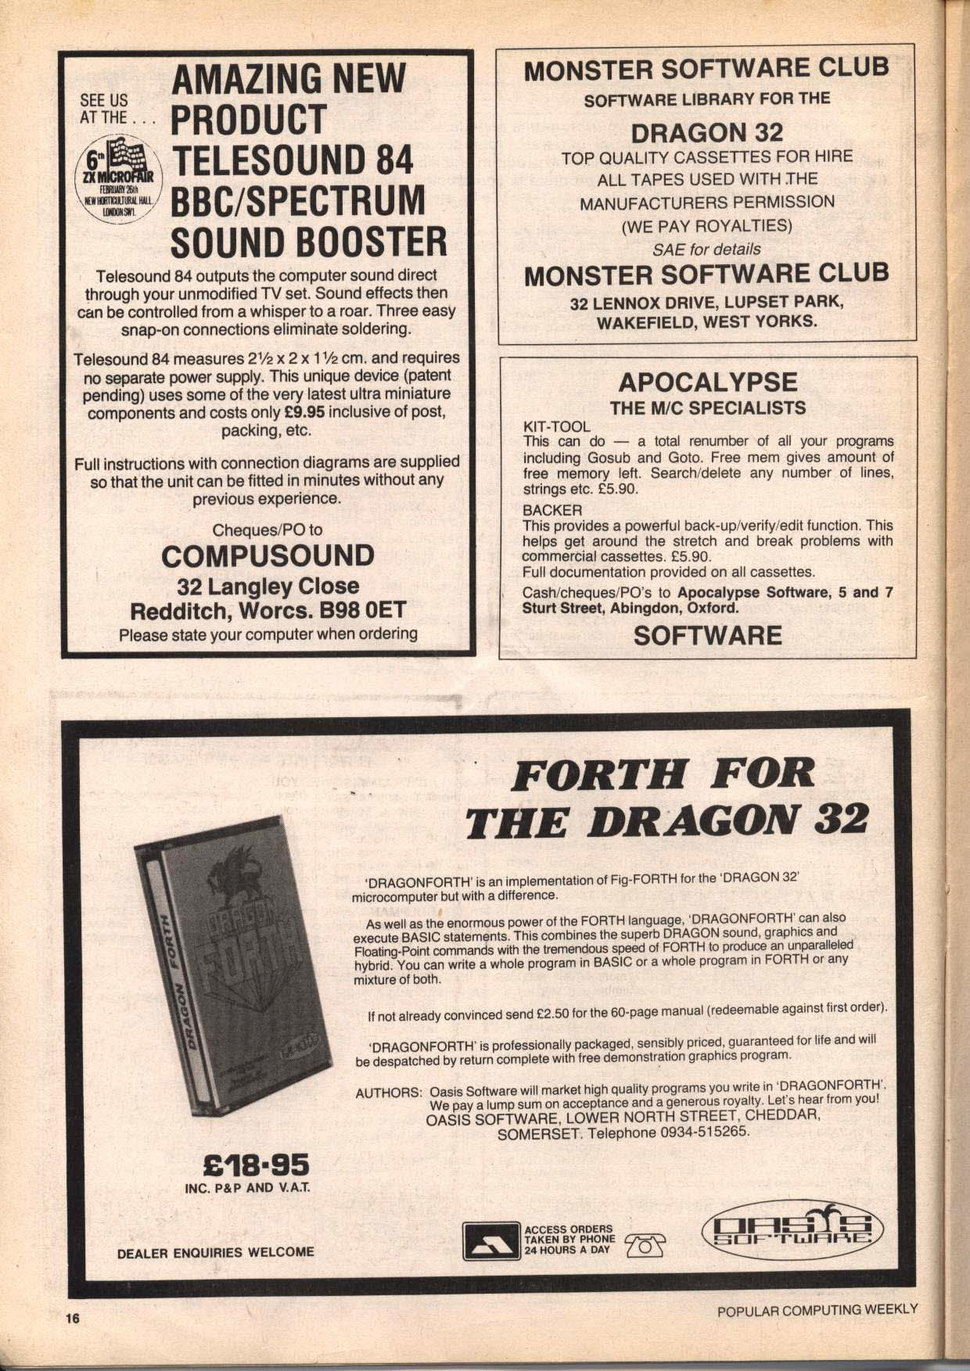 SEE US
AT THE . . .
6th
ZX MICROFAIR
FEBRUARY 26th
NEW HORTICULTURAL HALL
LONDON SW1.
AMAZING NEW
PRODUCT
TELESOUND 84
BBC/SPECTRUM
SOUND BOOSTER
Telesound 84 outputs the computer sound direct
through your unmodified TV set. Sound effects then
can be controlled from a whisper to a roar. Three easy
snap-on connections eliminate soldering.
Telesound 84 measures 2½ x 2 x 1½ cm. and requires
no separate power supply. This unique device (patent
pending) uses some of the very latest ultra miniature
components and costs only £9.95 inclusive of post,
packing, etc.
Full instructions with connection diagrams are supplied
so that the unit can be fitted in minutes without any
previous experience.
Cheques/PO to
COMPUSOUND
32 Langley Close
Redditch, Worcs. B98 0ET
Please state your computer when ordering
MONSTER SOFTWARE CLUB
SOFTWARE LIBRARY FOR THE
DRAGON 32
TOP QUALITY CASSETTES FOR HIRE
ALL TAPES USED WITH THE
MANUFACTURERS PERMISSION
(WE PAY ROYALTIES)
SAE for details
MONSTER SOFTWARE CLUB
32 LENNOX DRIVE, LUPSET PARK,
WAKEFIELD, WEST YORKS.
APOCALYPSE
THE M/C SPECIALISTS
KIT-TOOL
This can do — a total renumber of all your programs
including Gosub and Goto. Free mem gives amount of
free memory left. Search/delete any number of lines,
strings etc. £5.90.
BACKER
This provides a powerful back-up/verify/edit function. This
helps get around the stretch and break problems with
commercial cassettes. £5.90.
Full documentation provided on all cassettes.
Cash/cheques/PO's to Apocalypse Software, 5 and 7
Sturt Street, Abingdon, Oxford.
SOFTWARE
FORTH FOR
THE DRAGON 32
DRAGON FORTH
DRAGON
FORTH
'DRAGONFORTH' is an implementation of Fig-FORTH for the 'DRAGON 32'
microcomputer but with a difference.
As well as the enormous power of the FORTH language, 'DRAGONFORTH' can also
execute BASIC statements. This combines the superb DRAGON sound, graphics and
Floating-Point commands with the tremendous speed of FORTH to produce an unparalleled
hybrid. You can write a whole program in BASIC or a whole program in FORTH or any
mixture of both.
If not already convinced send £2.50 for the 60-page manual (redeemable against first order).
'DRAGONFORTH' is professionally packaged, sensibly priced, guaranteed for life and will
be despatched by return complete with free demonstration graphics program.
AUTHORS: Oasis Software will market high quality programs you write in 'DRAGONFORTH'.
We pay a lump sum on acceptance and a generous royalty. Let's hear from you!
OASIS SOFTWARE, LOWER NORTH STREET, CHEDDAR,
SOMERSET. Telephone 0934-515265.
£18·95
INC. P&P AND V.A.T.
DEALER ENQUIRIES WELCOME
ACCESS ORDERS
TAKEN BY PHONE
24 HOURS A DAY
OASIS
SOFTWARE
16
POPULAR COMPUTING WEEKLY